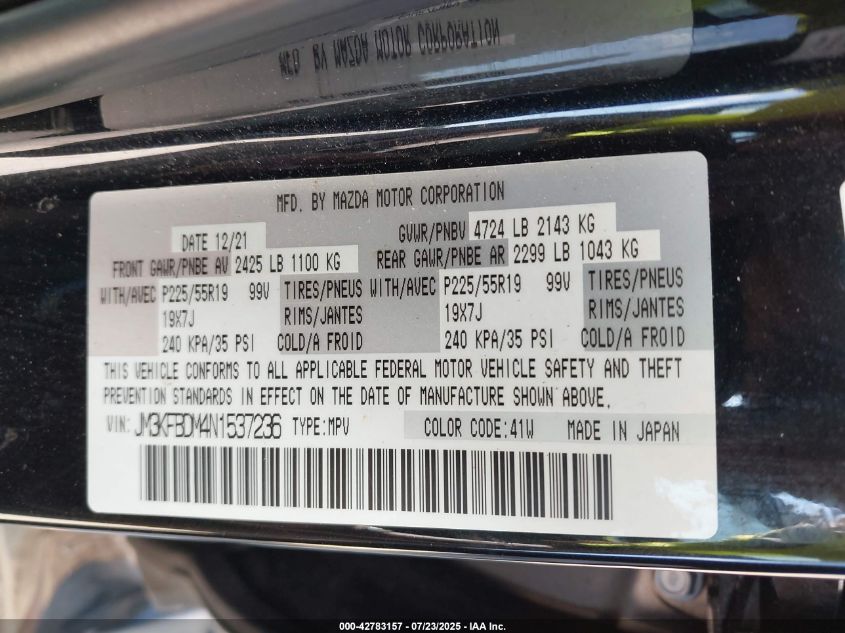 MFD. BY MAZDA MOTOR CORPORATION
MFD. BY MAZDA MOTOR CORPORATION
DATE 12/21 GVWR/PNBV 4724 LB 2143 KG
FRONT GAWR/PNBE AV 2425 LB 1100 KG REAR GAWR/PNBE AR 2299 LB 1043 KG
WITH/AVEC P225/55R19 99V TIRES/PNEUS WITH/AVEC P225/55R19 99V TIRES/PNEUS
19X7J RIMS/JANTES 19X7J RIMS/JANTES
240 KPA/35 PSI COLD/A FROID 240 KPA/35 PSI COLD/A FROID
THIS VEHICLE CONFORMS TO ALL APPLICABLE FEDERAL MOTOR VEHICLE SAFETY AND THEFT
PREVENTION STANDARDS IN EFFECT ON THE DATE OF MANUFACTURE SHOWN ABOVE.
VIN: JM3KFBDM4N1537236 TYPE:MPV COLOR CODE:41W MADE IN JAPAN
000-42783157 - 07/23/2025 - IAA Inc.